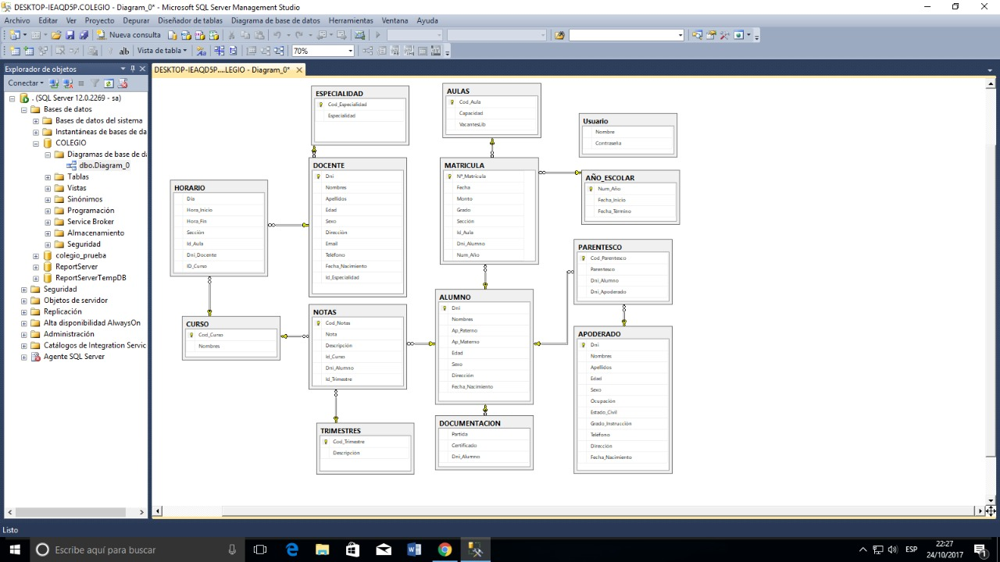 DESKTOP-IEAQD5P.COLEGIO - Diagram_0* - Microsoft SQL Server Management Studio
Archivo Editar Ver Proyecto Depurar Diseñador de tablas Diagrama de base de datos Herramientas Ventana Ayuda
Nueva consulta
ab Vista de tabla 70%
Explorador de objetos
Conectar
. (SQL Server 12.0.2269 - sa)
Bases de datos
Bases de datos del sistema
Instantáneas de bases de da
COLEGIO
Diagramas de base de da
dbo.Diagram_0
Tablas
Vistas
Sinónimos
Programación
Service Broker
Almacenamiento
Seguridad
colegio_prueba
ReportServer
ReportServerTempDB
Seguridad
Objetos de servidor
Replicación
Alta disponibilidad AlwaysOn
Administración
Catálogos de Integration Servic
Agente SQL Server
DESKTOP-IEAQD5P....LEGIO - Diagram_0*
HORARIO
Dia
Hora_Inicio
Hora_Fin
Sección
Id_Aula
Dni_Docente
ID_Curso
CURSO
Cod_Curso
Nombres
ESPECIALIDAD
Cod_Especialidad
Especialidad
DOCENTE
Dni
Nombres
Apellidos
Edad
Sexo
Dirección
Email
Teléfono
Fecha_Nacimiento
Id_Especialidad
NOTAS
Cod_Notas
Nota
Descripción
Id_Curso
Dni_Alumno
Id_Trimestre
TRIMESTRES
Cod_Trimestre
Descripción
AULAS
Cod_Aula
Capacidad
VacantesLib
MATRICULA
Nº_Matricula
Fecha
Monto
Grado
Sección
Id_Aula
Dni_Alumno
Num_Año
ALUMNO
Dni
Nombres
Ap_Paterno
Ap_Materno
Edad
Sexo
Dirección
Fecha_Nacimiento
DOCUMENTACION
Partida
Certificado
Dni_Alumno
Usuario
Nombre
Contraseña
AÑO_ESCOLAR
Num_Año
Fecha_Inicio
Fecha_Término
PARENTESCO
Cod_Parentesco
Parentesco
Dni_Alumno
Dni_Apoderado
APODERADO
Dni
Nombres
Apellidos
Edad
Sexo
Ocupación
Estado_Civil
Grado_Instrucción
Telefono
Dirección
Fecha_Nacimiento
Listo
Escribe aquí para buscar
ESP
22:27
24/10/2017
1